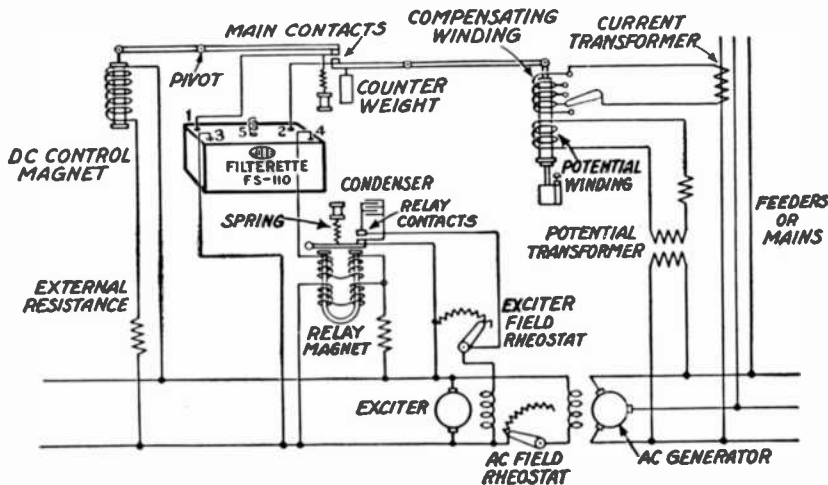 MAIN CONTACTS
COMPENSATING
WINDING
CURRENT
TRANSFORMER
PIVOT
COUNTER
WEIGHT
1
3
5
2
4
DC CONTROL
MAGNET
FILTERETTE
FS-110
POTENTIAL
WINDING
CONDENSER
SPRING
RELAY
CONTACTS
FEEDERS
OR
MAINS
POTENTIAL
TRANSFORMER
EXTERNAL
RESISTANCE
RELAY
MAGNET
EXCITER
FIELD
RHEOSTAT
EXCITER
AC FIELD
RHEOSTAT
AC GENERATOR